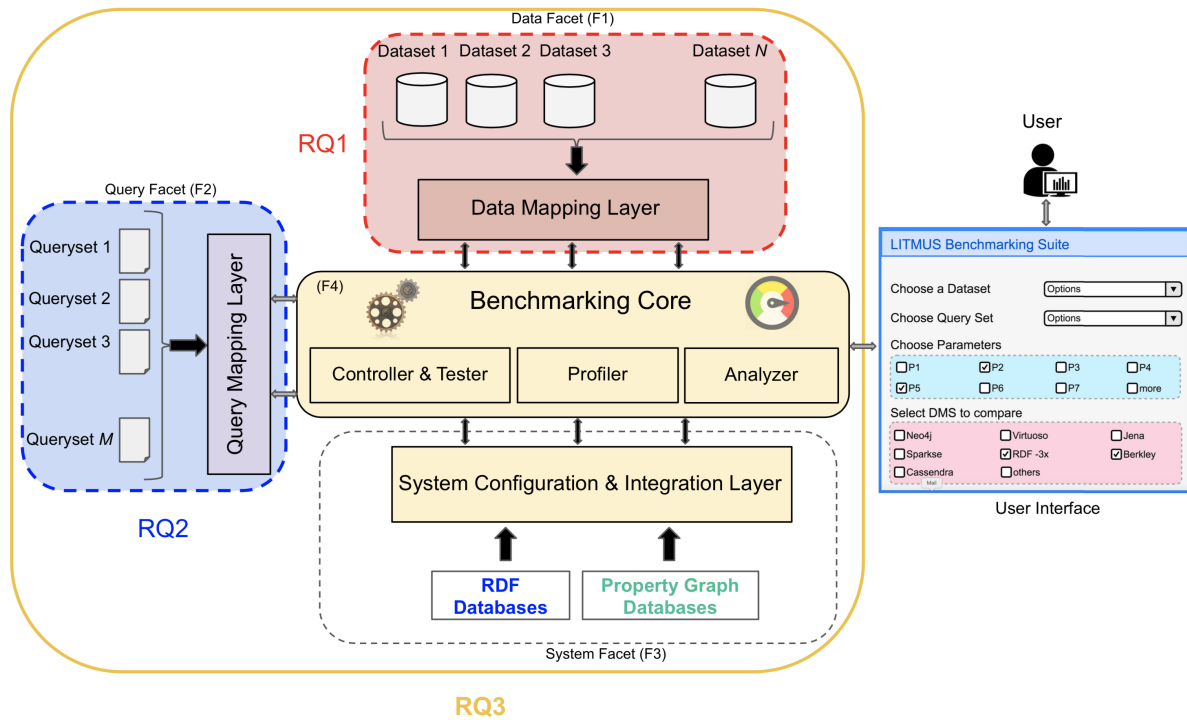 Data Facet (F1)
Dataset 1
Dataset 2
Dataset 3
Dataset N
RQ1
Data Mapping Layer
Query Facet (F2)
Queryset 1
Queryset 2
Queryset 3
Queryset M
Query Mapping Layer
RQ2
(F4)
Benchmarking Core
Controller & Tester
Profiler
Analyzer
System Configuration & Integration Layer
RDF
Databases
Property Graph
Databases
System Facet (F3)
RQ3
User
LITMUS Benchmarking Suite
Choose a Dataset
Options
Choose Query Set
Options
Choose Parameters
P1 P2 P3 P4
P5 P6 P7 more
Select DMS to compare
Neo4j Virtuoso Jena
Sparkse RDF -3x Berkley
Cassendra others
Mail
User Interface